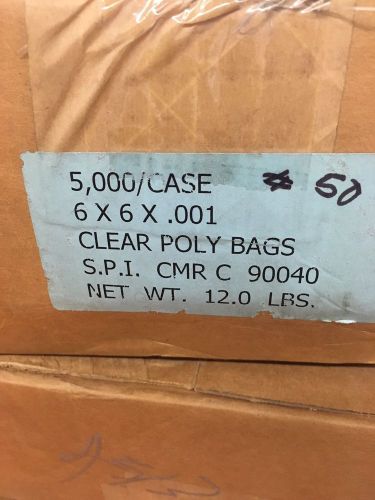 5,000/CASE # 50
6 X 6 X .001
CLEAR POLY BAGS
S.P.I. CMR C 90040
NET WT. 12.0 LBS.